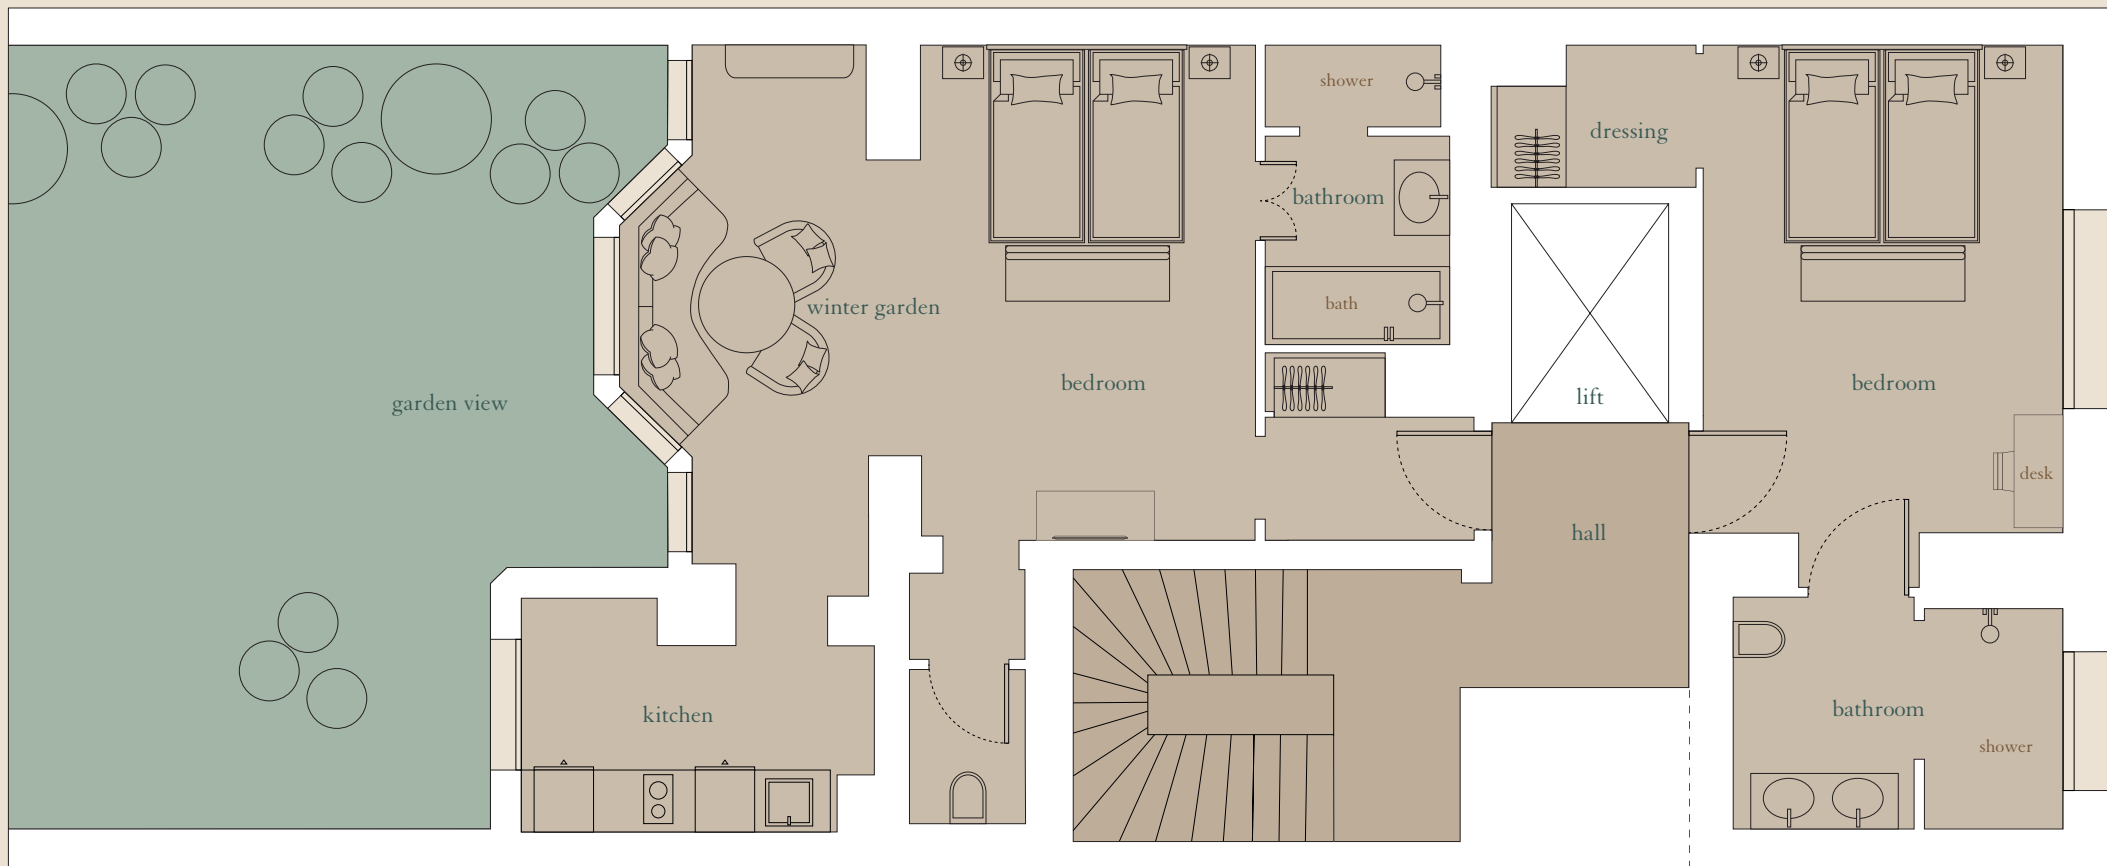 shower
dressing
bathroom
bath
winter garden
bedroom
bedroom
lift
garden view
desk
hall
kitchen
bathroom
shower